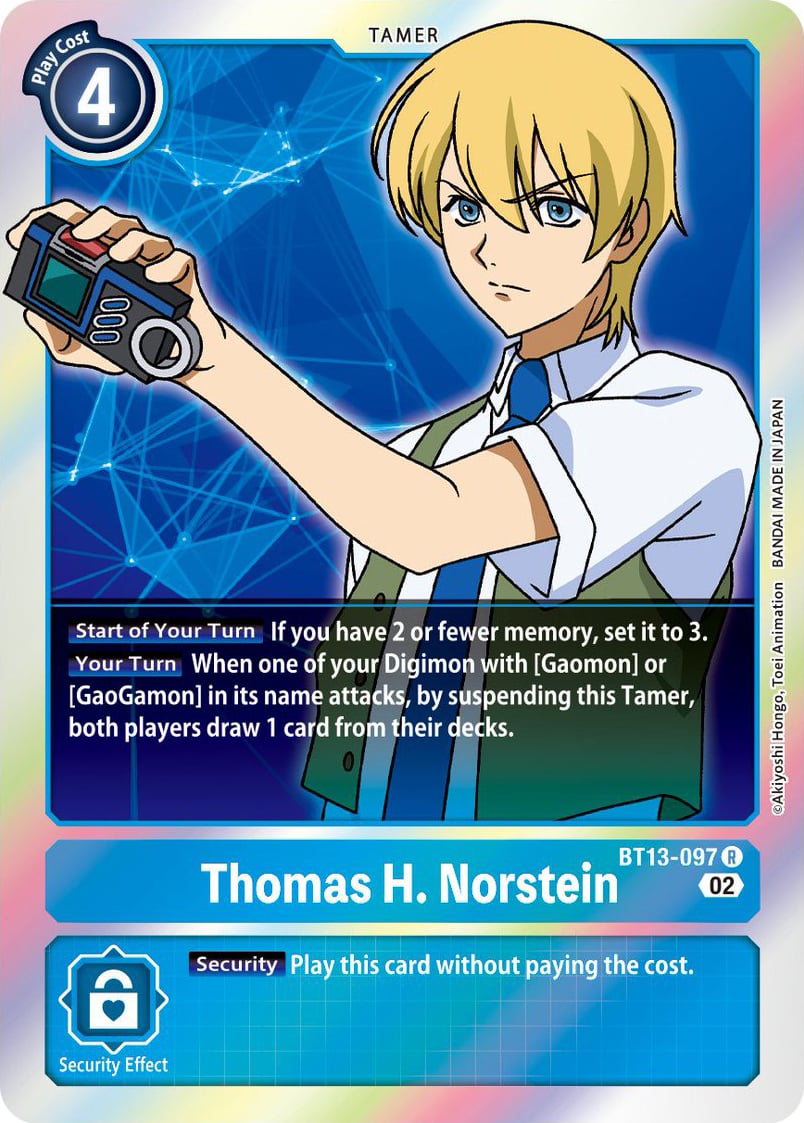 TAMER
Play Cost
4
Start of Your Turn If you have 2 or fewer memory, set it to 3.
Your Turn When one of your Digimon with [Gaomon] or
[GaoGamon] in its name attacks, by suspending this Tamer,
both players draw 1 card from their decks.
©Akiyoshi Hongo, Toei Animation BANDAI MADE IN JAPAN
BT13-097 R
Thomas H. Norstein
02
Security Play this card without paying the cost.
Security Effect